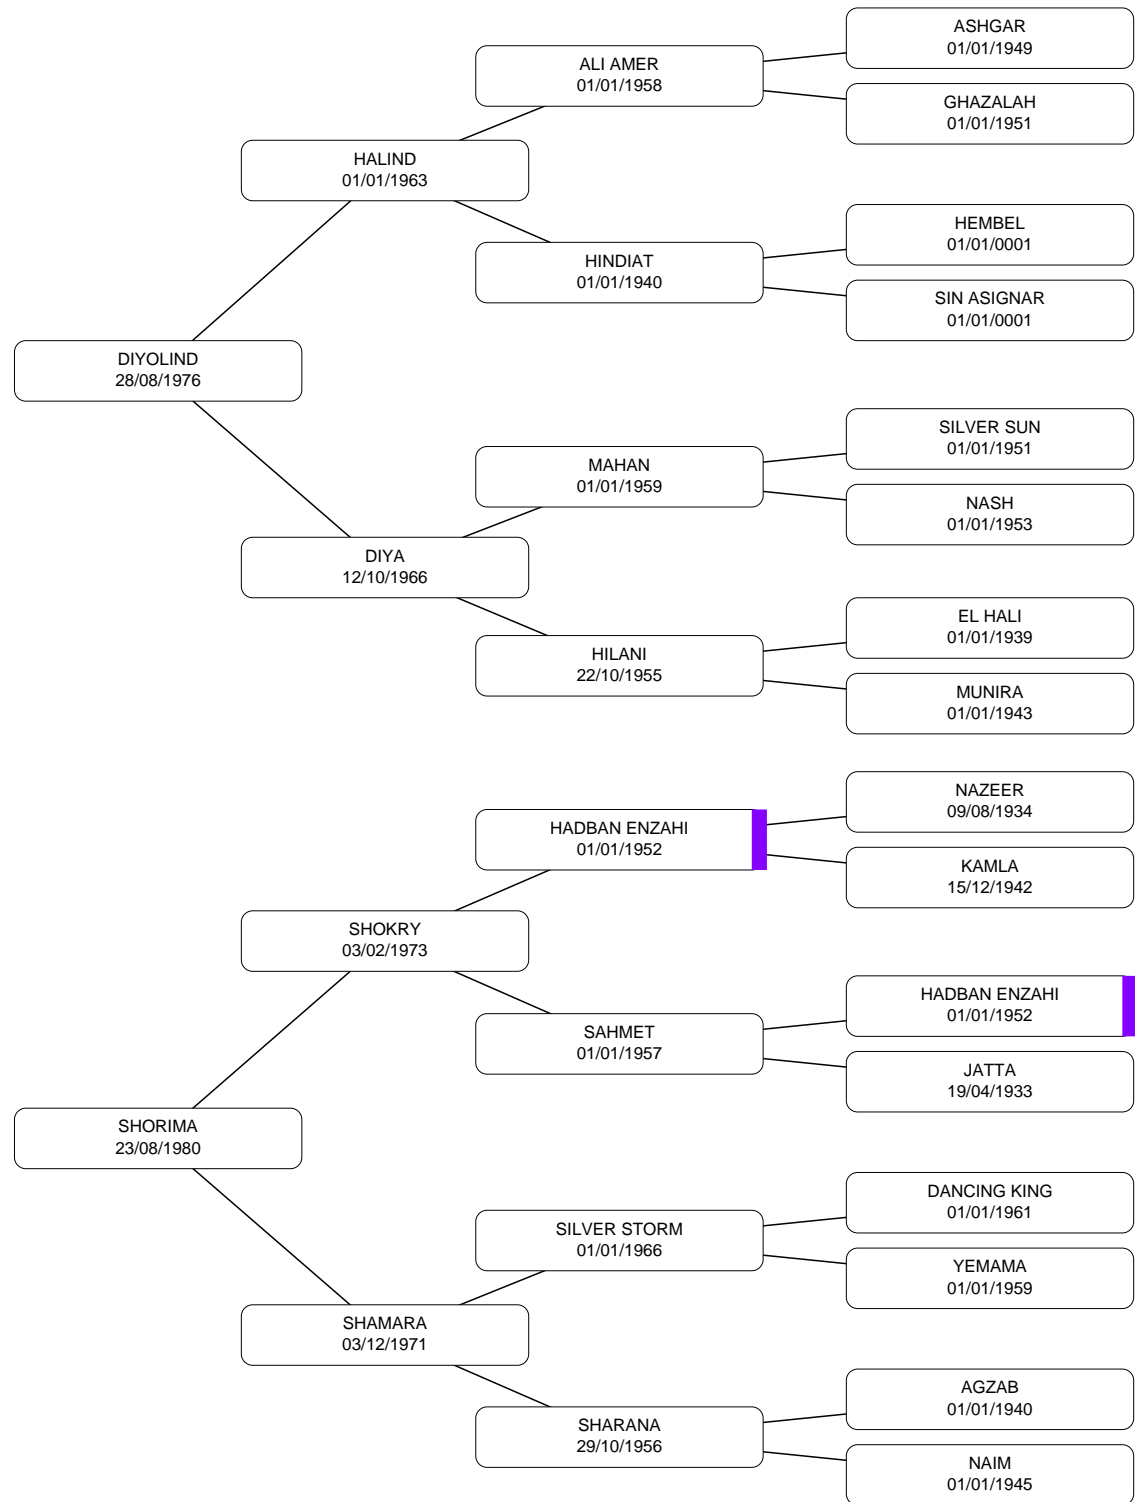 ASHGAR
01/01/1949
ALI AMER
01/01/1958
GHAZALAH
01/01/1951
HALIND
01/01/1963
HEMBEL
01/01/0001
HINDIAT
01/01/1940
SIN ASIGNAR
01/01/0001
DIYOLIND
28/08/1976
SILVER SUN
01/01/1951
MAHAN
01/01/1959
NASH
01/01/1953
DIYA
12/10/1966
EL HALI
01/01/1939
HILANI
22/10/1955
MUNIRA
01/01/1943
NAZEER
09/08/1934
HADBAN ENZAHI
01/01/1952
KAMLA
15/12/1942
SHOKRY
03/02/1973
HADBAN ENZAHI
01/01/1952
SAHMET
01/01/1957
JATTA
19/04/1933
SHORIMA
23/08/1980
DANCING KING
01/01/1961
SILVER STORM
01/01/1966
YEMAMA
01/01/1959
SHAMARA
03/12/1971
AGZAB
01/01/1940
SHARANA
29/10/1956
NAIM
01/01/1945